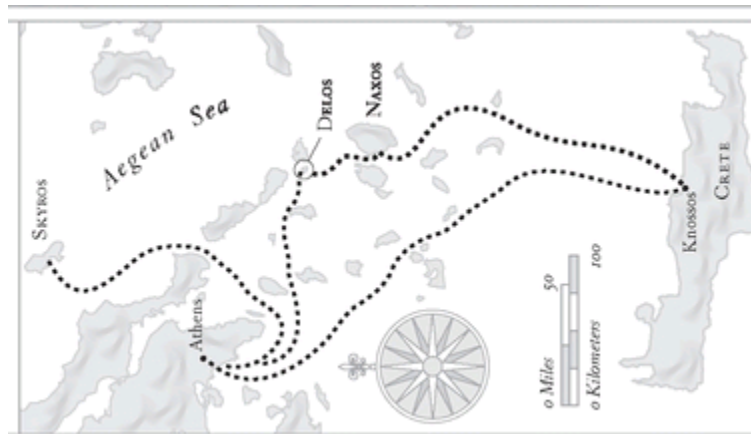 SKYROS
Aegean Sea
DELOS
NAXOS
Athens
Knossos
CRETE
0 Miles 50
0 Kilometers 100